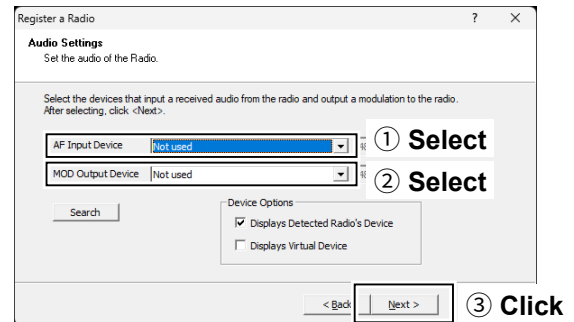 Register a Radio ? ×
Audio Settings
Set the audio of the Radio.
Select the devices that input a received audio from the radio and output a modulation to the radio.
After selecting, click <Next>.
AF Input Device Not used ① Select
MOD Output Device Not used ② Select
Search
Device Options
Displays Detected Radio's Device
Displays Virtual Device
< Back Next > ③ Click